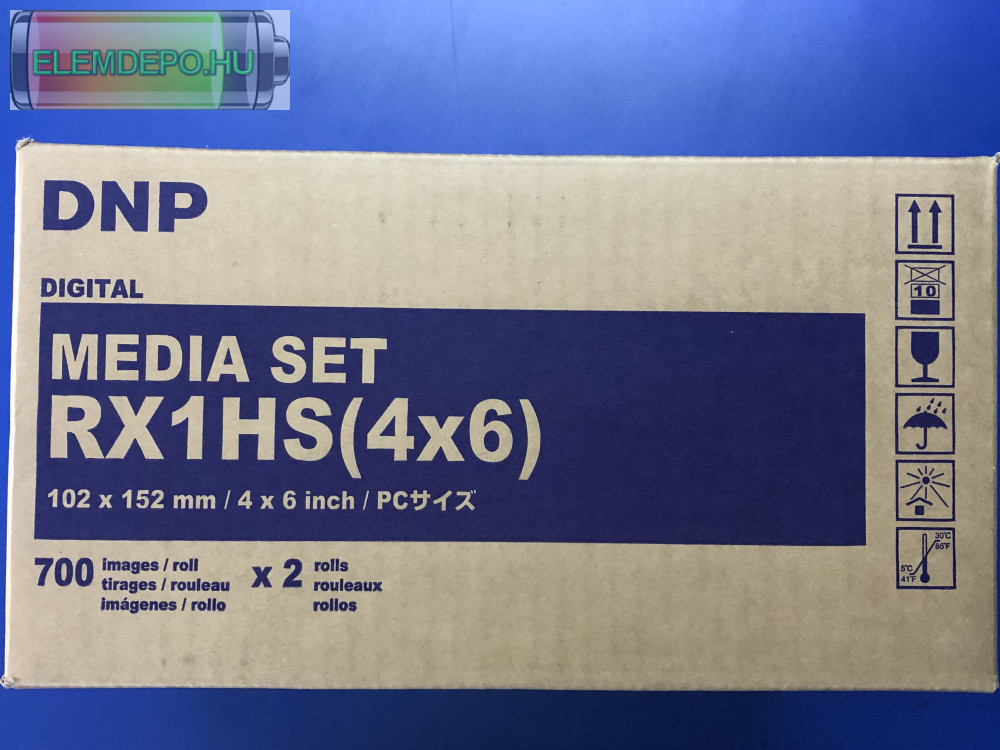 ELEMDEPO.HU
DNP
DIGITAL
MEDIA SET
RX1HS(4x6)
102 x 152 mm / 4 x 6 inch / PCサイズ
700 images / roll x 2 rolls
tirages / rouleau rouleaux
imágenes / rollo rollos
10
30°C
86°F
5°C
41°F